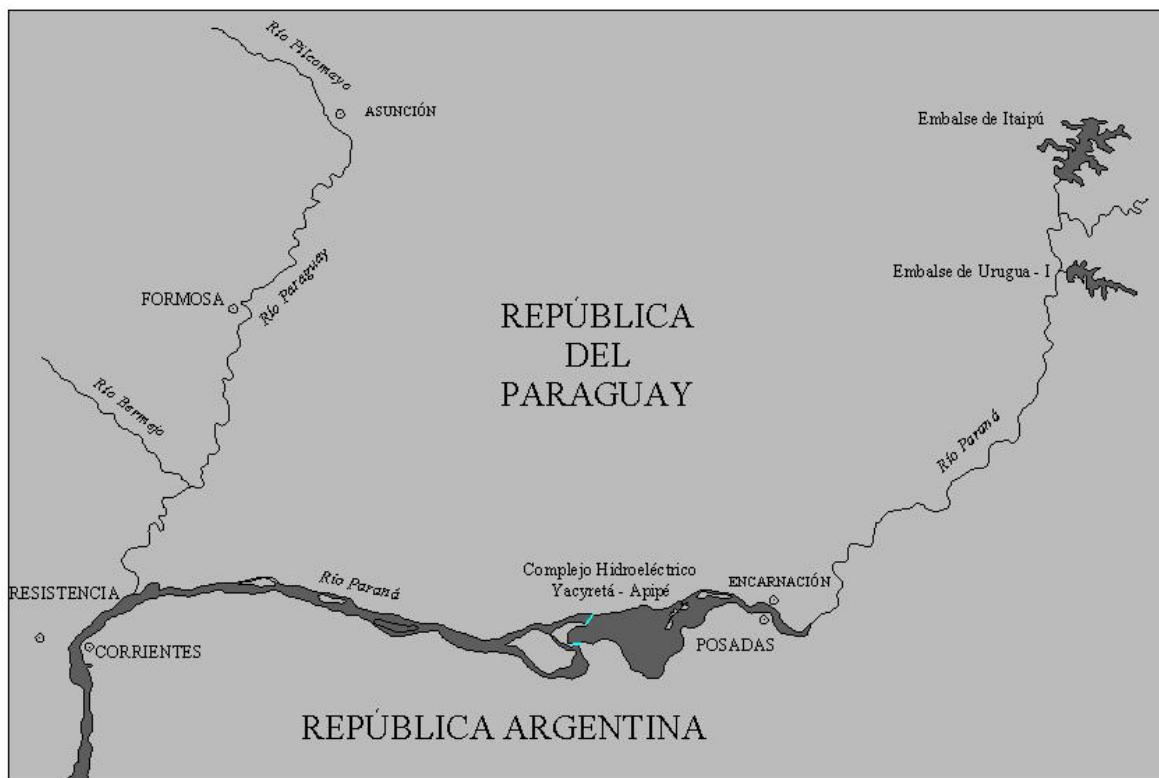 Río Pilcomayo
ASUNCIÓN
Embalse de Itaipú
Río Paraguay
FORMOSA
Embalse de Urugua - I
REPÚBLICA
DEL
PARAGUAY
Río Bermejo
Río Paraná
Complejo Hidroeléctrico
Yacyretá - Apipé
ENCARNACIÓN
RESISTENCIA
Río Paraná
POSADAS
CORRIENTES
REPÚBLICA ARGENTINA